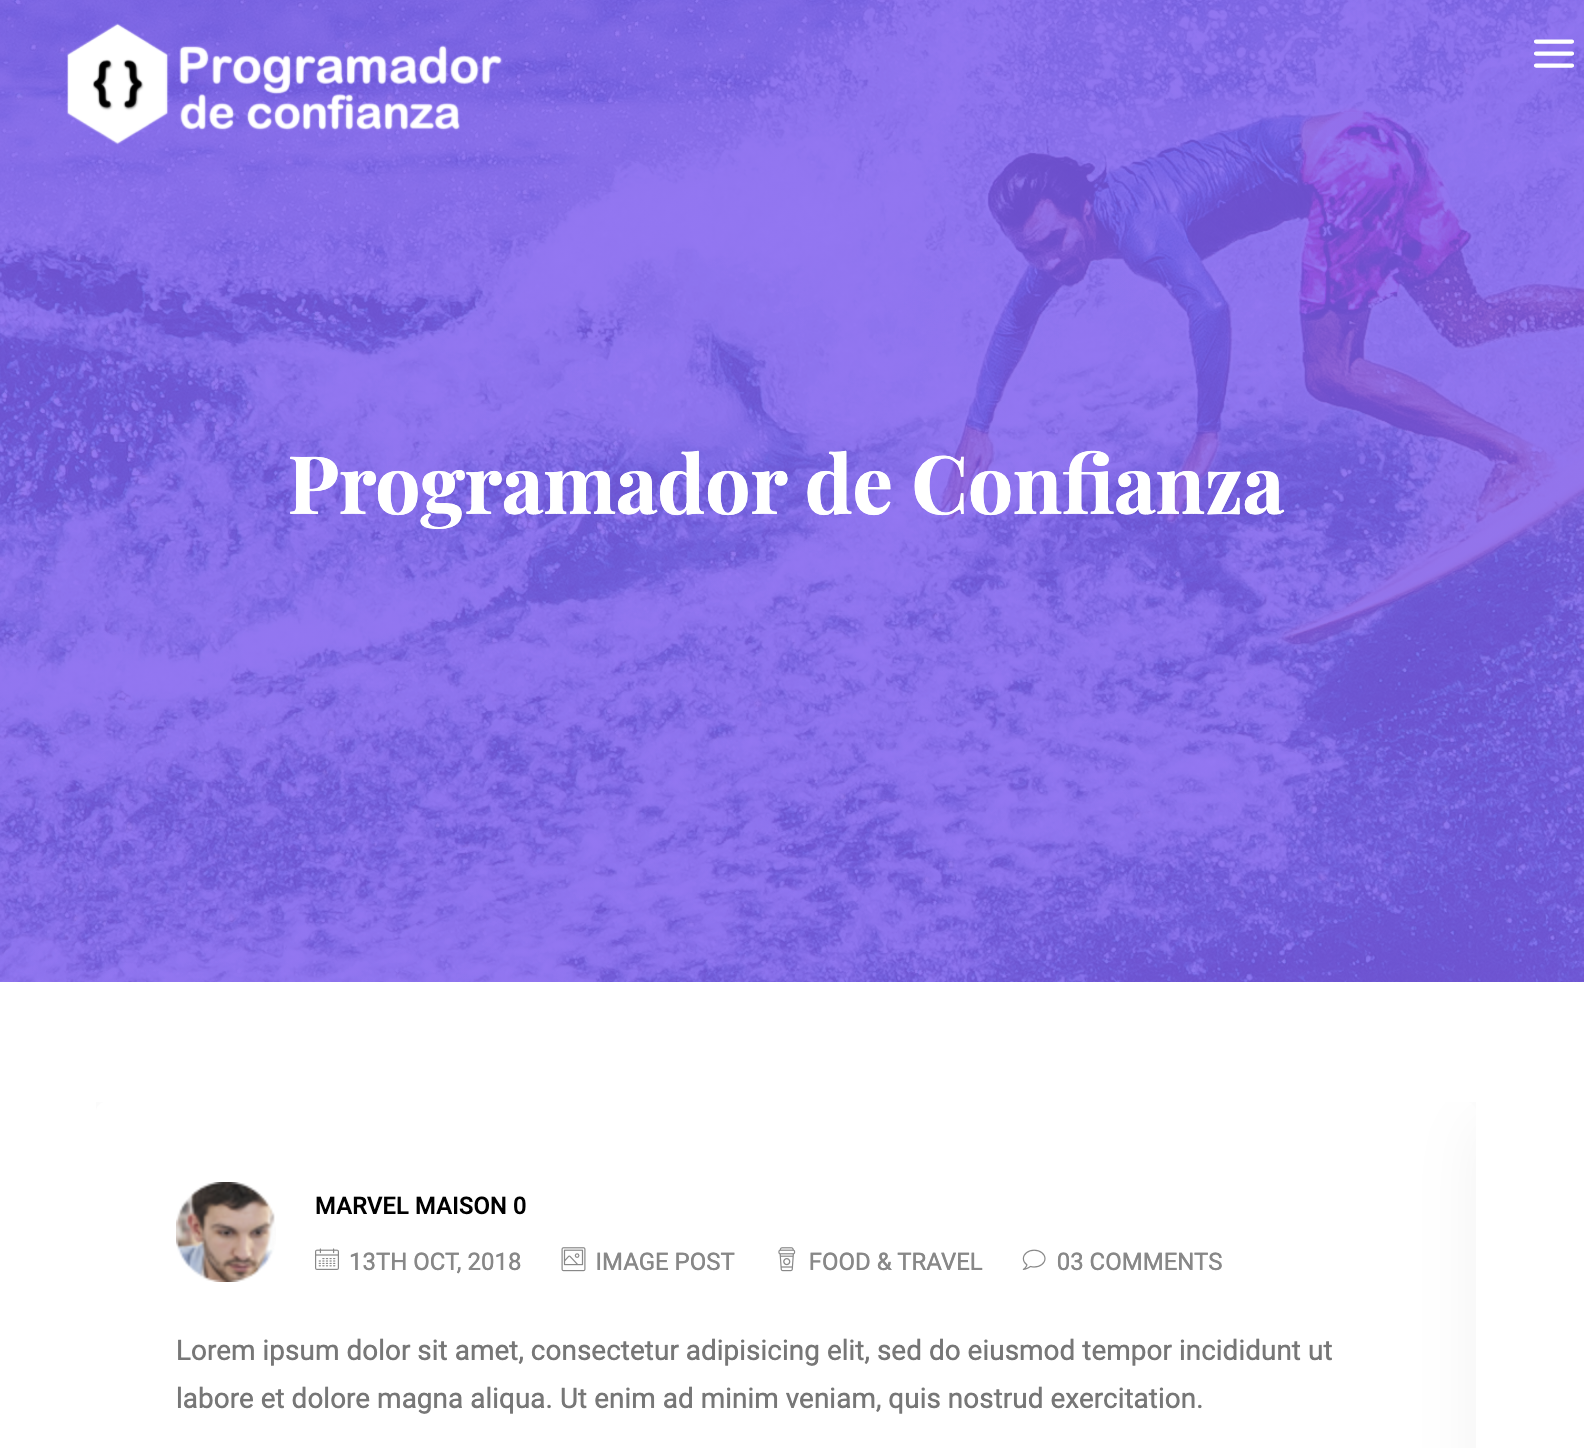 { } Programador
de confianza
Programador de Confianza
MARVEL MAISON 0
13TH OCT, 2018 IMAGE POST FOOD & TRAVEL 03 COMMENTS
Lorem ipsum dolor sit amet, consectetur adipisicing elit, sed do eiusmod tempor incididunt ut
labore et dolore magna aliqua. Ut enim ad minim veniam, quis nostrud exercitation.